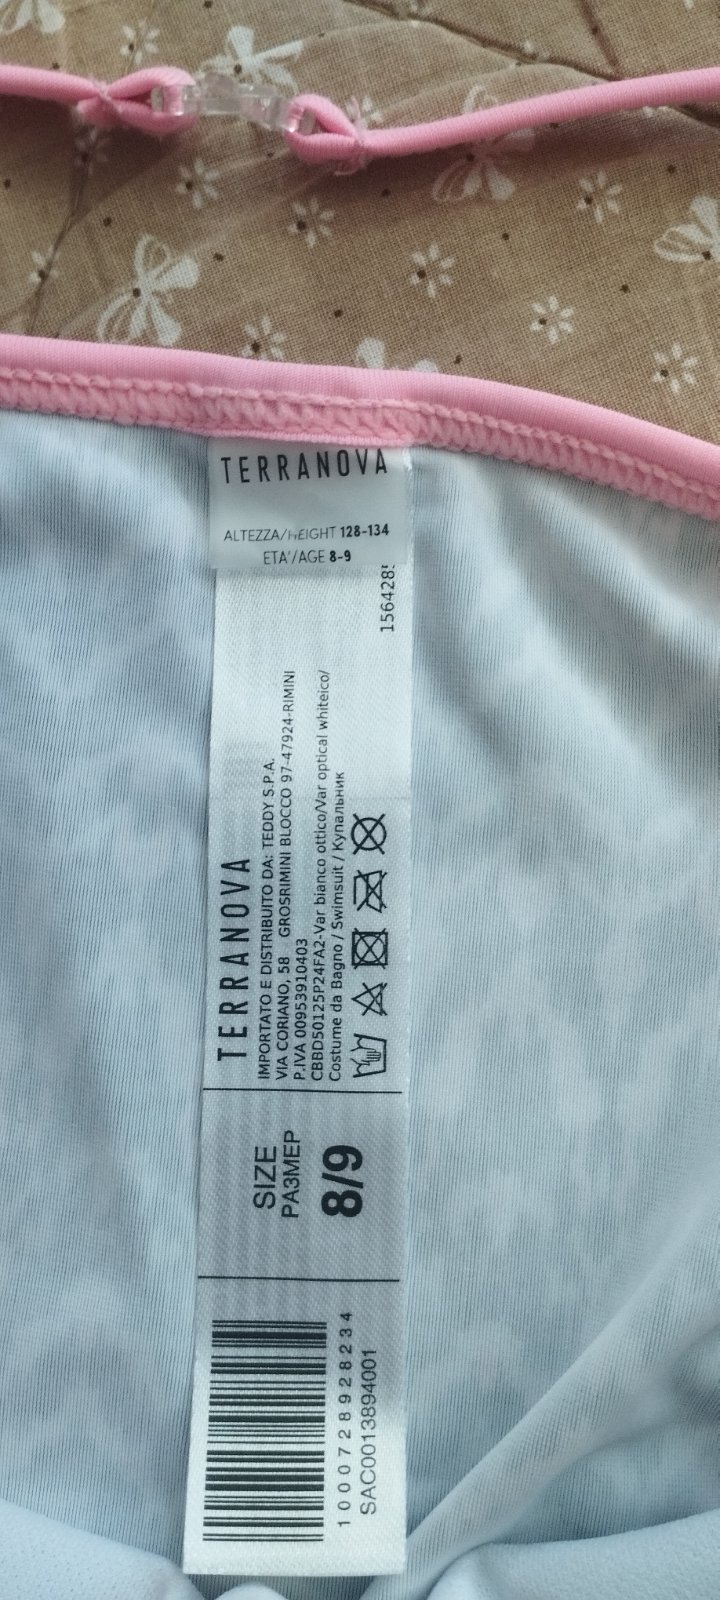 TERRANOVA
ALTEZZA/HEIGHT 128-134
ETA'/AGE 8-9
156428
TERRANOVA
IMPORTATO E DISTRIBUITO DA: TEDDY S.P.A.
VIA CORIANO, 58 GROSRIMINI BLOCCO 97-47924-RIMINI
P.IVA 00953910403
CBBD50125P24FA2-Var bianco ottico/Var optical whiteico/
Costume da Bagno / Swimsuit / Купальник
SIZE
РАЗМЕР
8/9
1000728928234
SAC0013894001